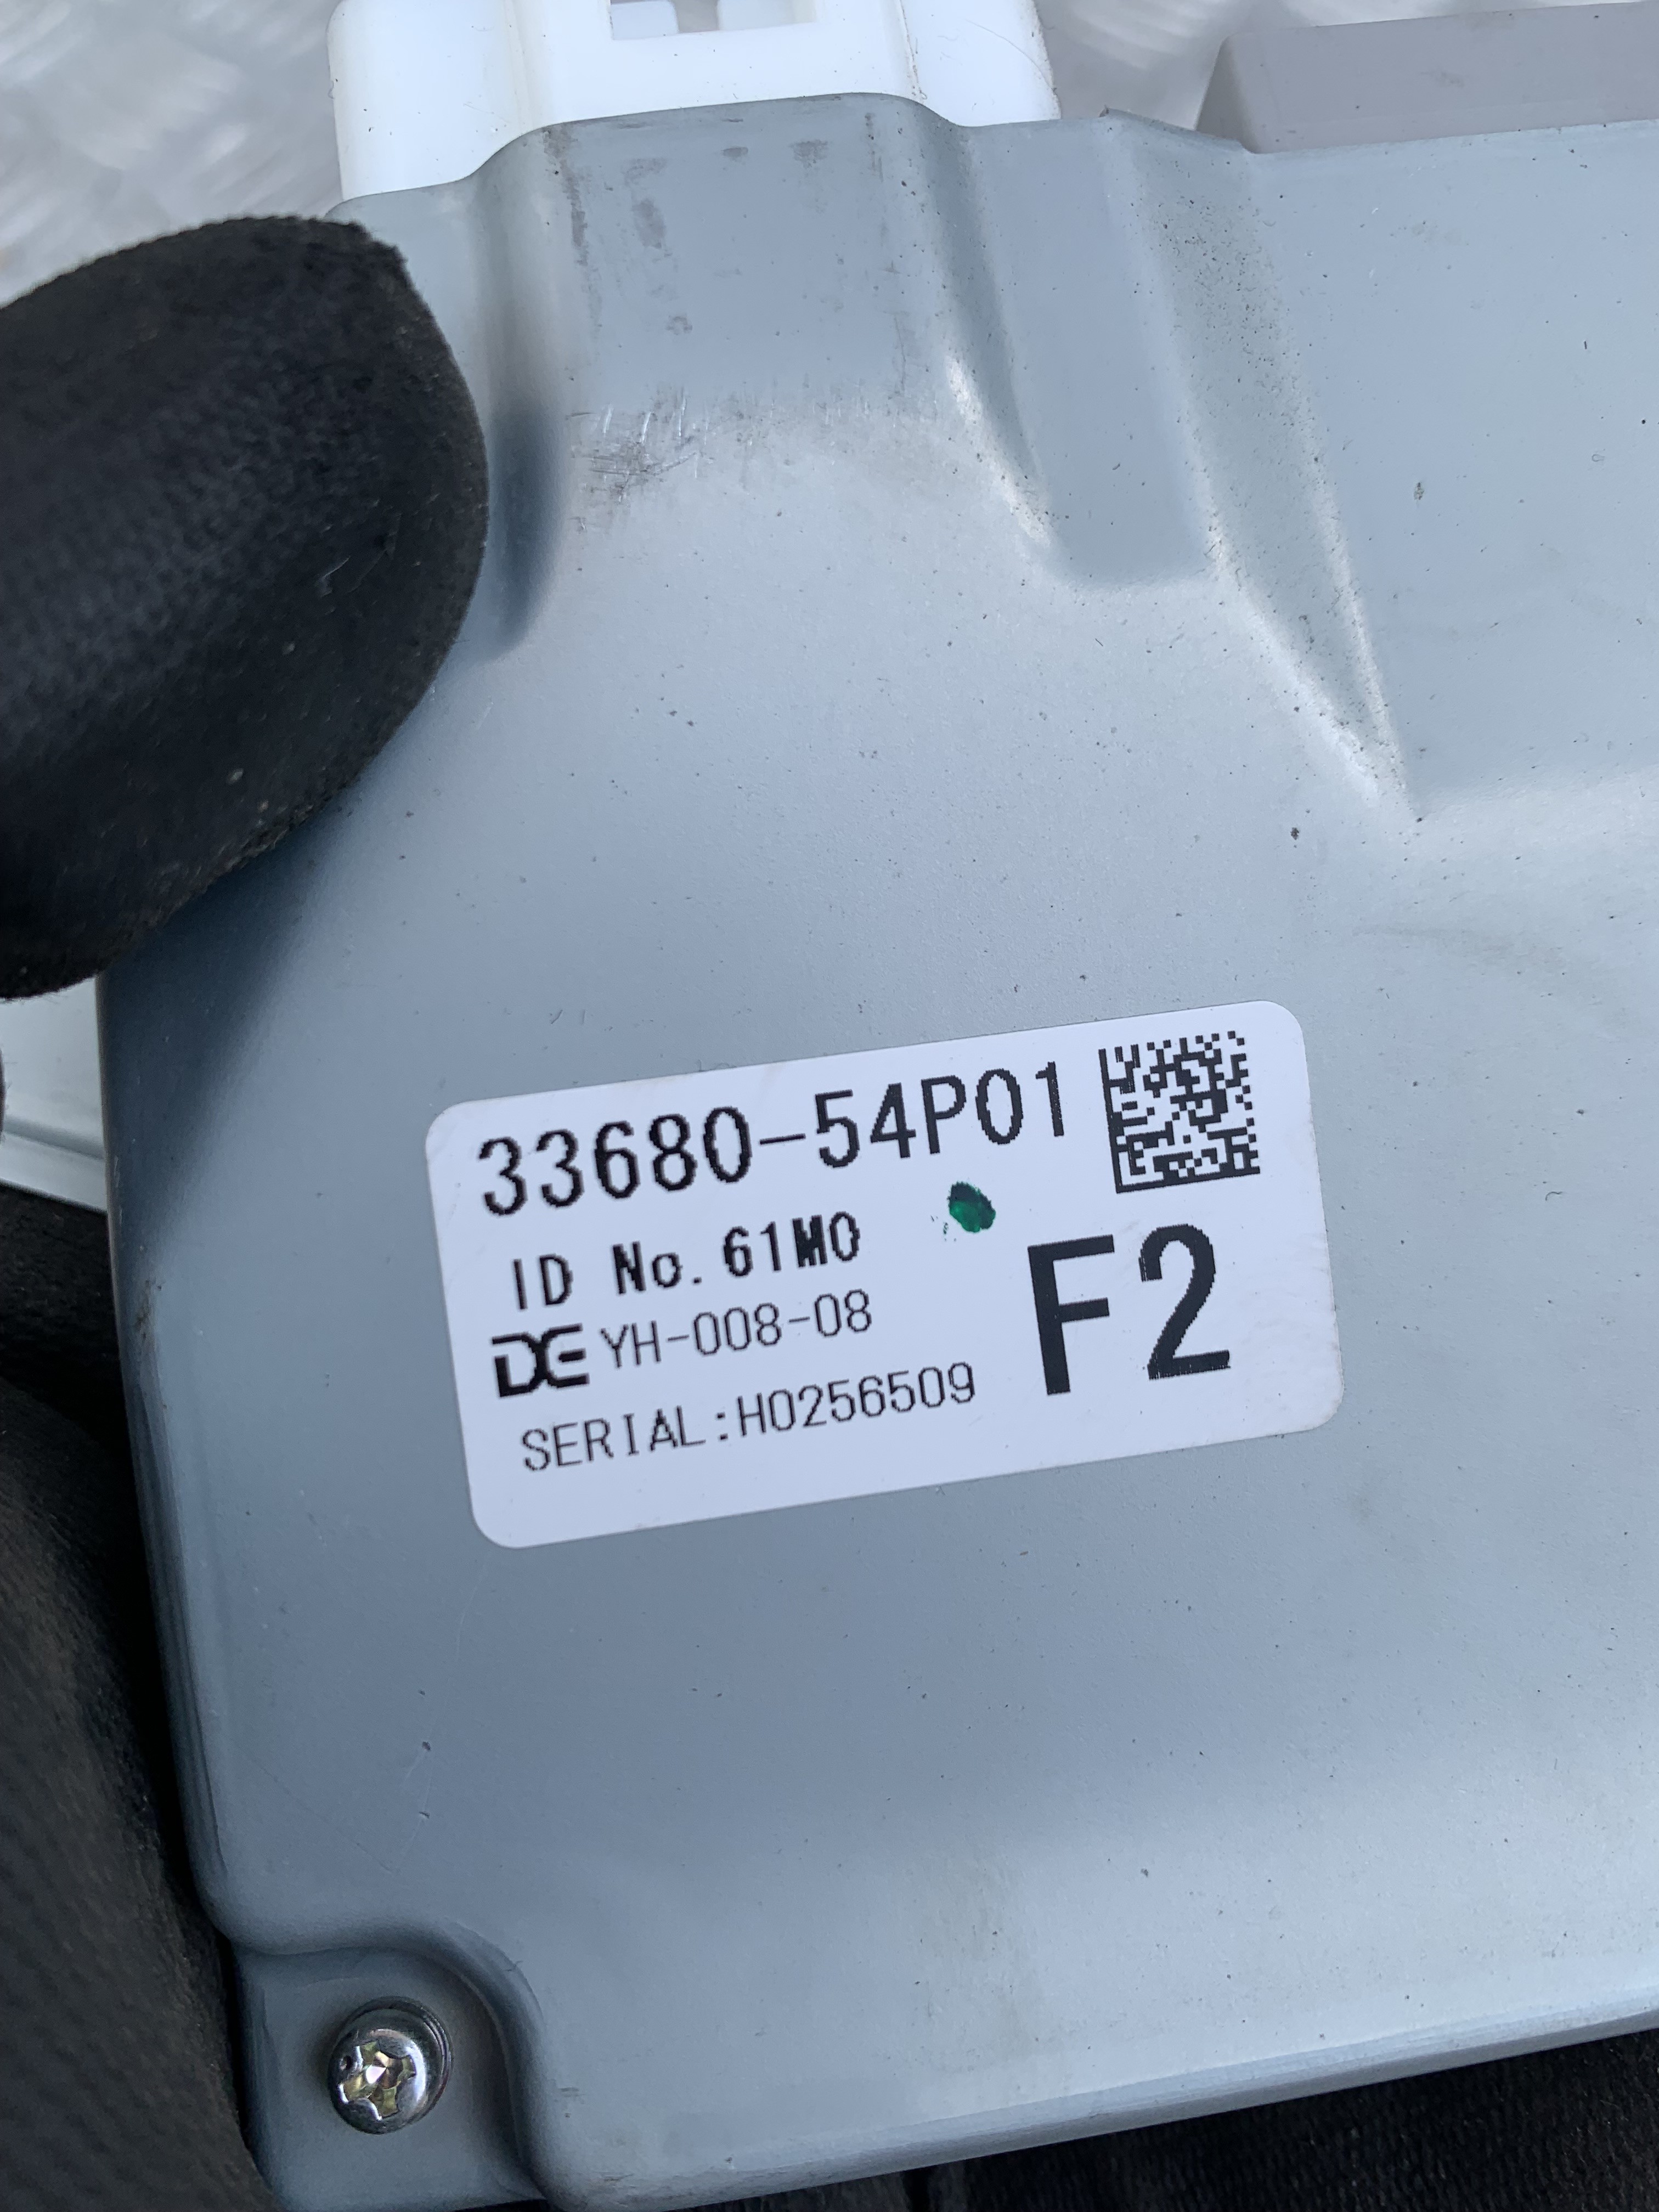 33680-54P01
ID No.61M0
DE YH-008-08
F2
SERIAL:H0256509